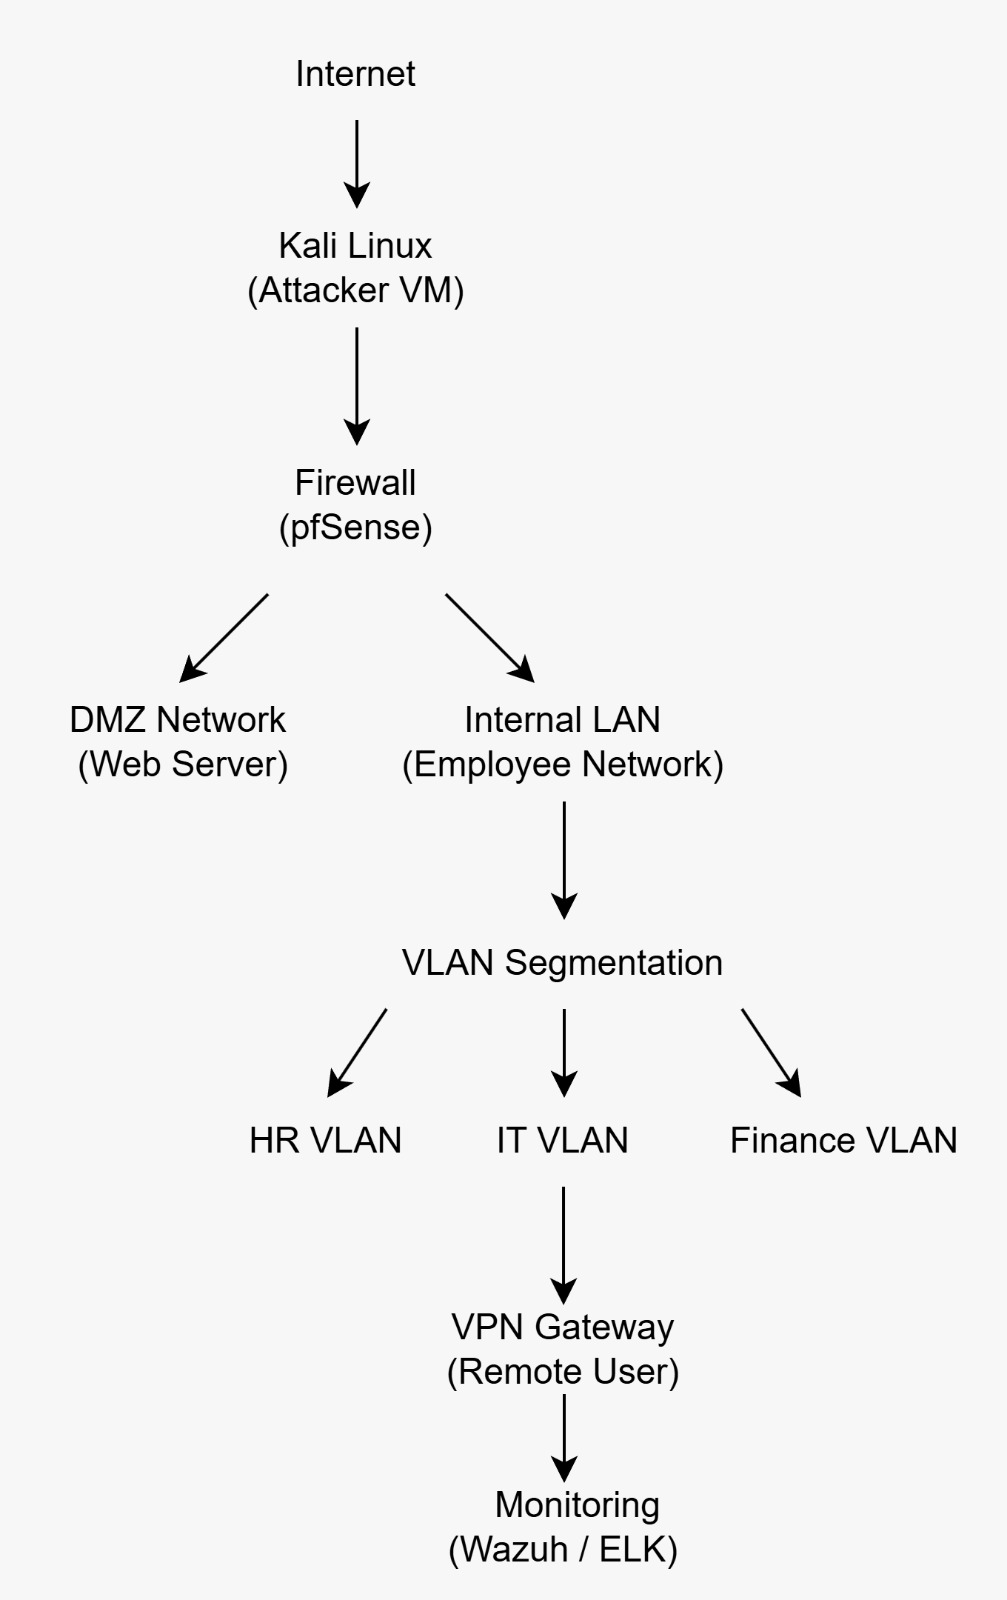 Internet
Kali Linux
(Attacker VM)
Firewall
(pfSense)
DMZ Network
(Web Server)
Internal LAN
(Employee Network)
VLAN Segmentation
HR VLAN
IT VLAN
Finance VLAN
VPN Gateway
(Remote User)
Monitoring
(Wazuh / ELK)